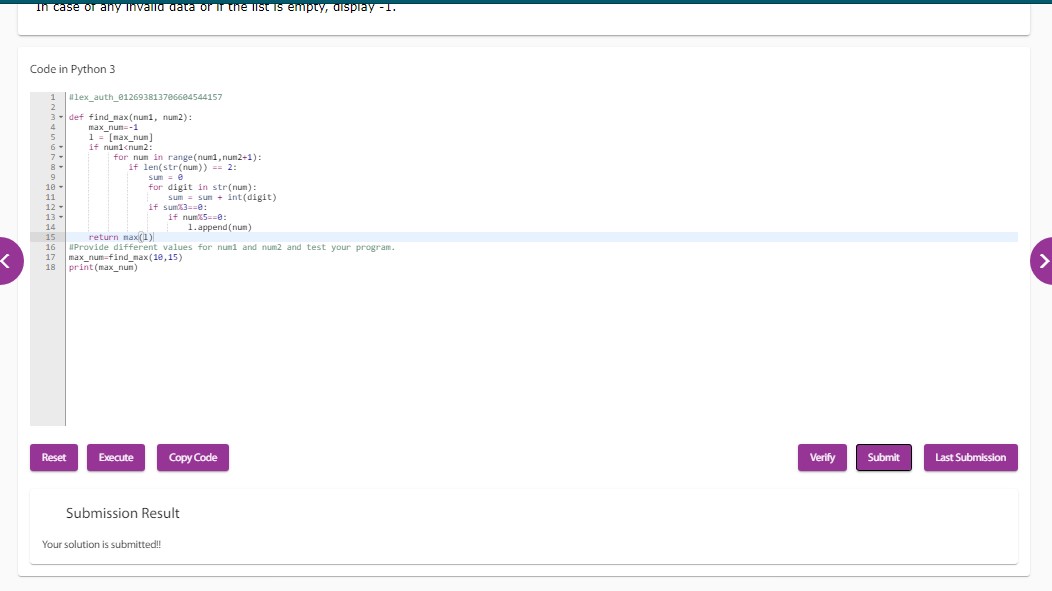 In case of any invalid data or if the list is empty, display -1.
Code in Python 3
1 #lex_auth_012693813706604544157
2
3 def find_max(num1, num2):
4     max_num=-1
5     l = [max_num]
6     if num1<num2:
7         for num in range(num1,num2+1):
8             if len(str(num)) == 2:
9                 sum = 0
10                 for digit in str(num):
11                     sum = sum + int(digit)
12                 if sum%3==0:
13                     if num%5==0:
14                         l.append(num)
15     return max(l)
16 #Provide different values for num1 and num2 and test your program.
17 max_num=find_max(10,15)
18 print(max_num)
Reset Execute Copy Code Verify Submit Last Submission
Submission Result
Your solution is submitted!!